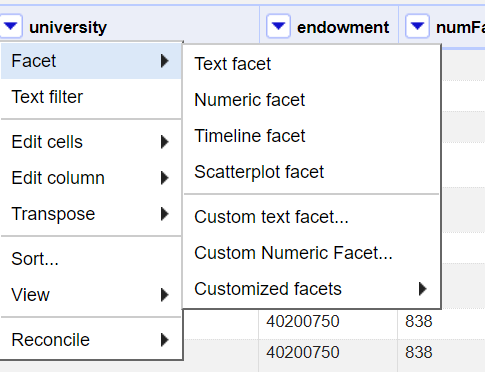 university
endowment
numFa
Facet
Text filter
Edit cells
Edit column
Transpose
Sort...
View
Reconcile
Text facet
Numeric facet
Timeline facet
Scatterplot facet
Custom text facet...
Custom Numeric Facet...
Customized facets
40200750 838
40200750 838